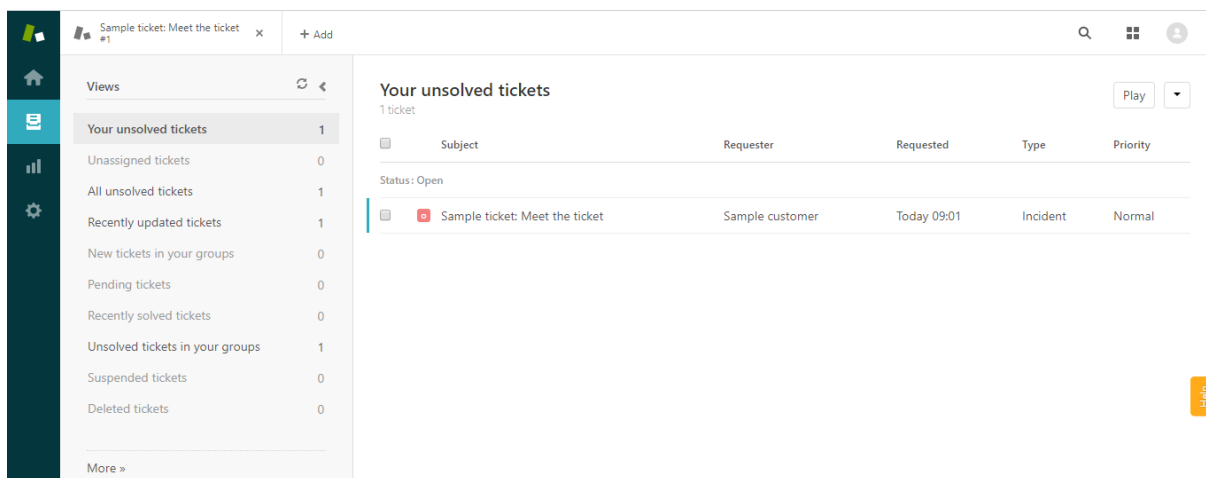 Sample ticket: Meet the ticket
#1
× + Add
Views
Your unsolved tickets 1
Unassigned tickets 0
All unsolved tickets 1
Recently updated tickets 1
New tickets in your groups 0
Pending tickets 0
Recently solved tickets 0
Unsolved tickets in your groups 1
Suspended tickets 0
Deleted tickets 0
More »
Your unsolved tickets
1 ticket
Play
Subject Requester Requested Type Priority
Status: Open
o Sample ticket: Meet the ticket Sample customer Today 09:01 Incident Normal
Help